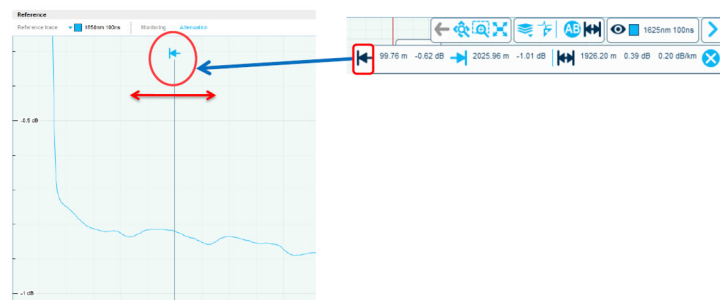 Reference
Reference trace 1550nm 100ns Monitoring Attenuation
-0.5 dB
-1 dB
AB 1625nm 100ns
99.76 m -0.62 dB 2025.96 m -1.01 dB 1926.20 m 0.39 dB 0.20 dB/km